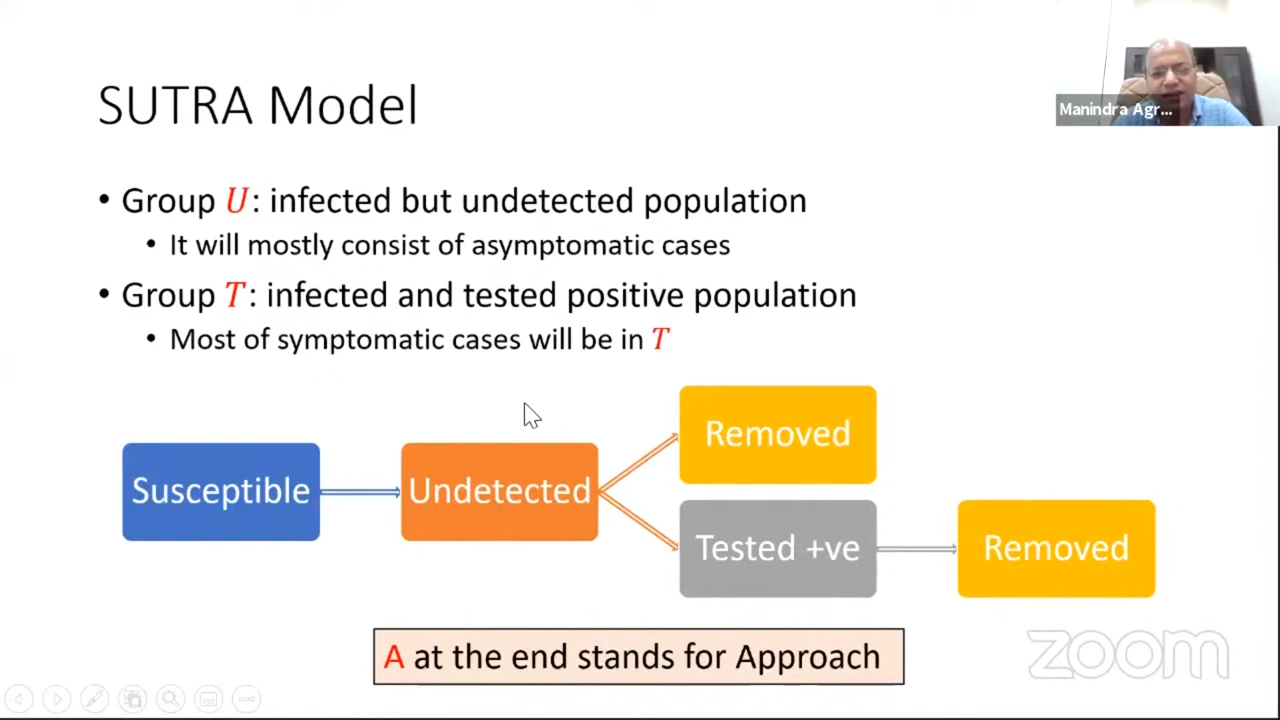 SUTRA Model
Manindra Agr...
• Group U: infected but undetected population
• It will mostly consist of asymptomatic cases
• Group T: infected and tested positive population
• Most of symptomatic cases will be in T
Removed
Susceptible
Undetected
Tested +ve
Removed
A at the end stands for Approach
zoom